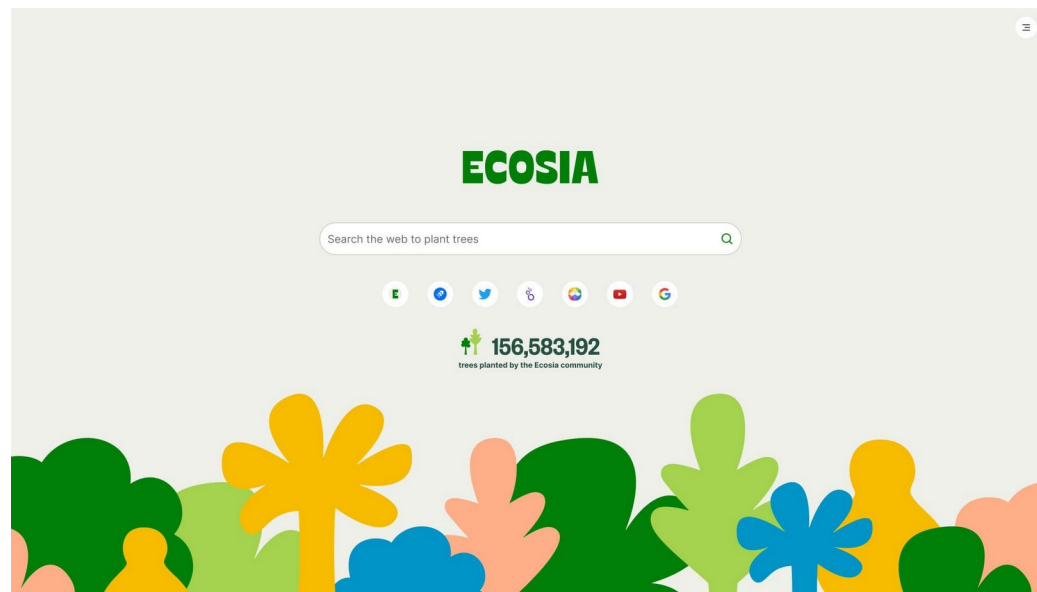 ECOSIA
Search the web to plant trees
156,583,192
trees planted by the Ecosia community